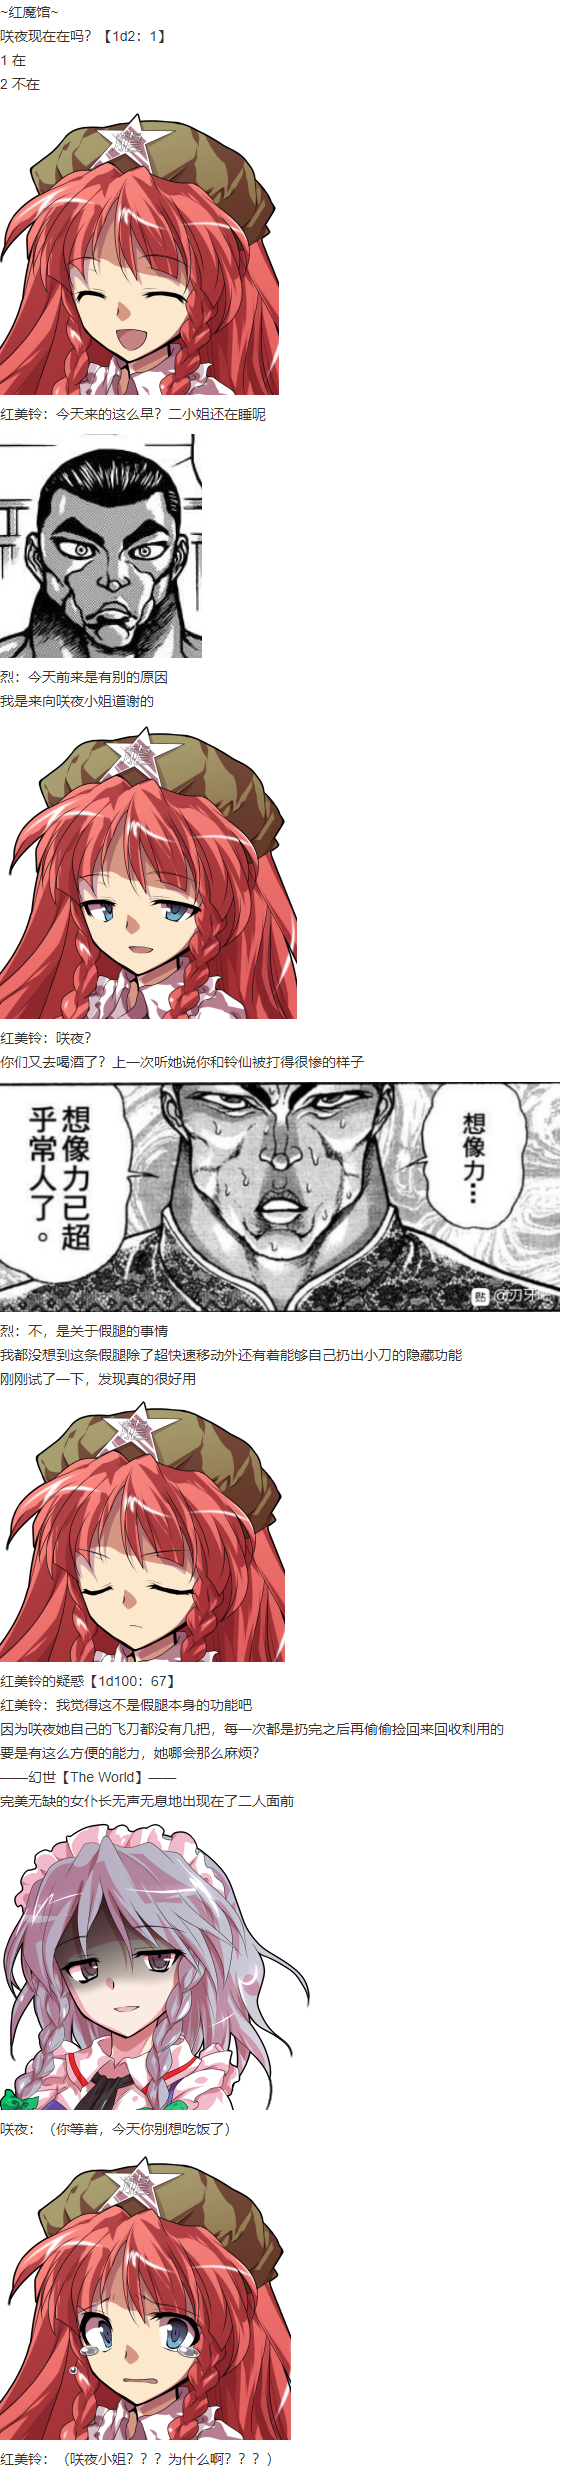 ~红魔馆~
咲夜现在在吗？【1d2：1】
1 在
2 不在
红美铃：今天来的这么早？二小姐还在睡呢
烈：今天前来是有别的原因
我是来向咲夜小姐道谢的
红美铃：咲夜？
你们又去喝酒了？上一次听她说你和铃仙被打得很惨的样子
想像力…
想像力已超
乎常人了。
烈：不，是关于假腿的事情
我都没想到这条假腿除了超快速移动外还有着能够自己扔出小刀的隐藏功能
刚刚试了一下，发现真的很好用
红美铃的疑惑【1d100：67】
红美铃：我觉得这不是假腿本身的功能吧
因为咲夜她自己的飞刀都没有几把，每一次都是扔完之后再偷偷捡回来回收利用的
要是有这么方便的能力，她哪会那么麻烦？
——幻世【The World】——
完美无缺的女仆长无声无息地出现在了二人面前
咲夜：（你等着，今天你别想吃饭了）
红美铃：（咲夜小姐？？？为什么啊？？？）